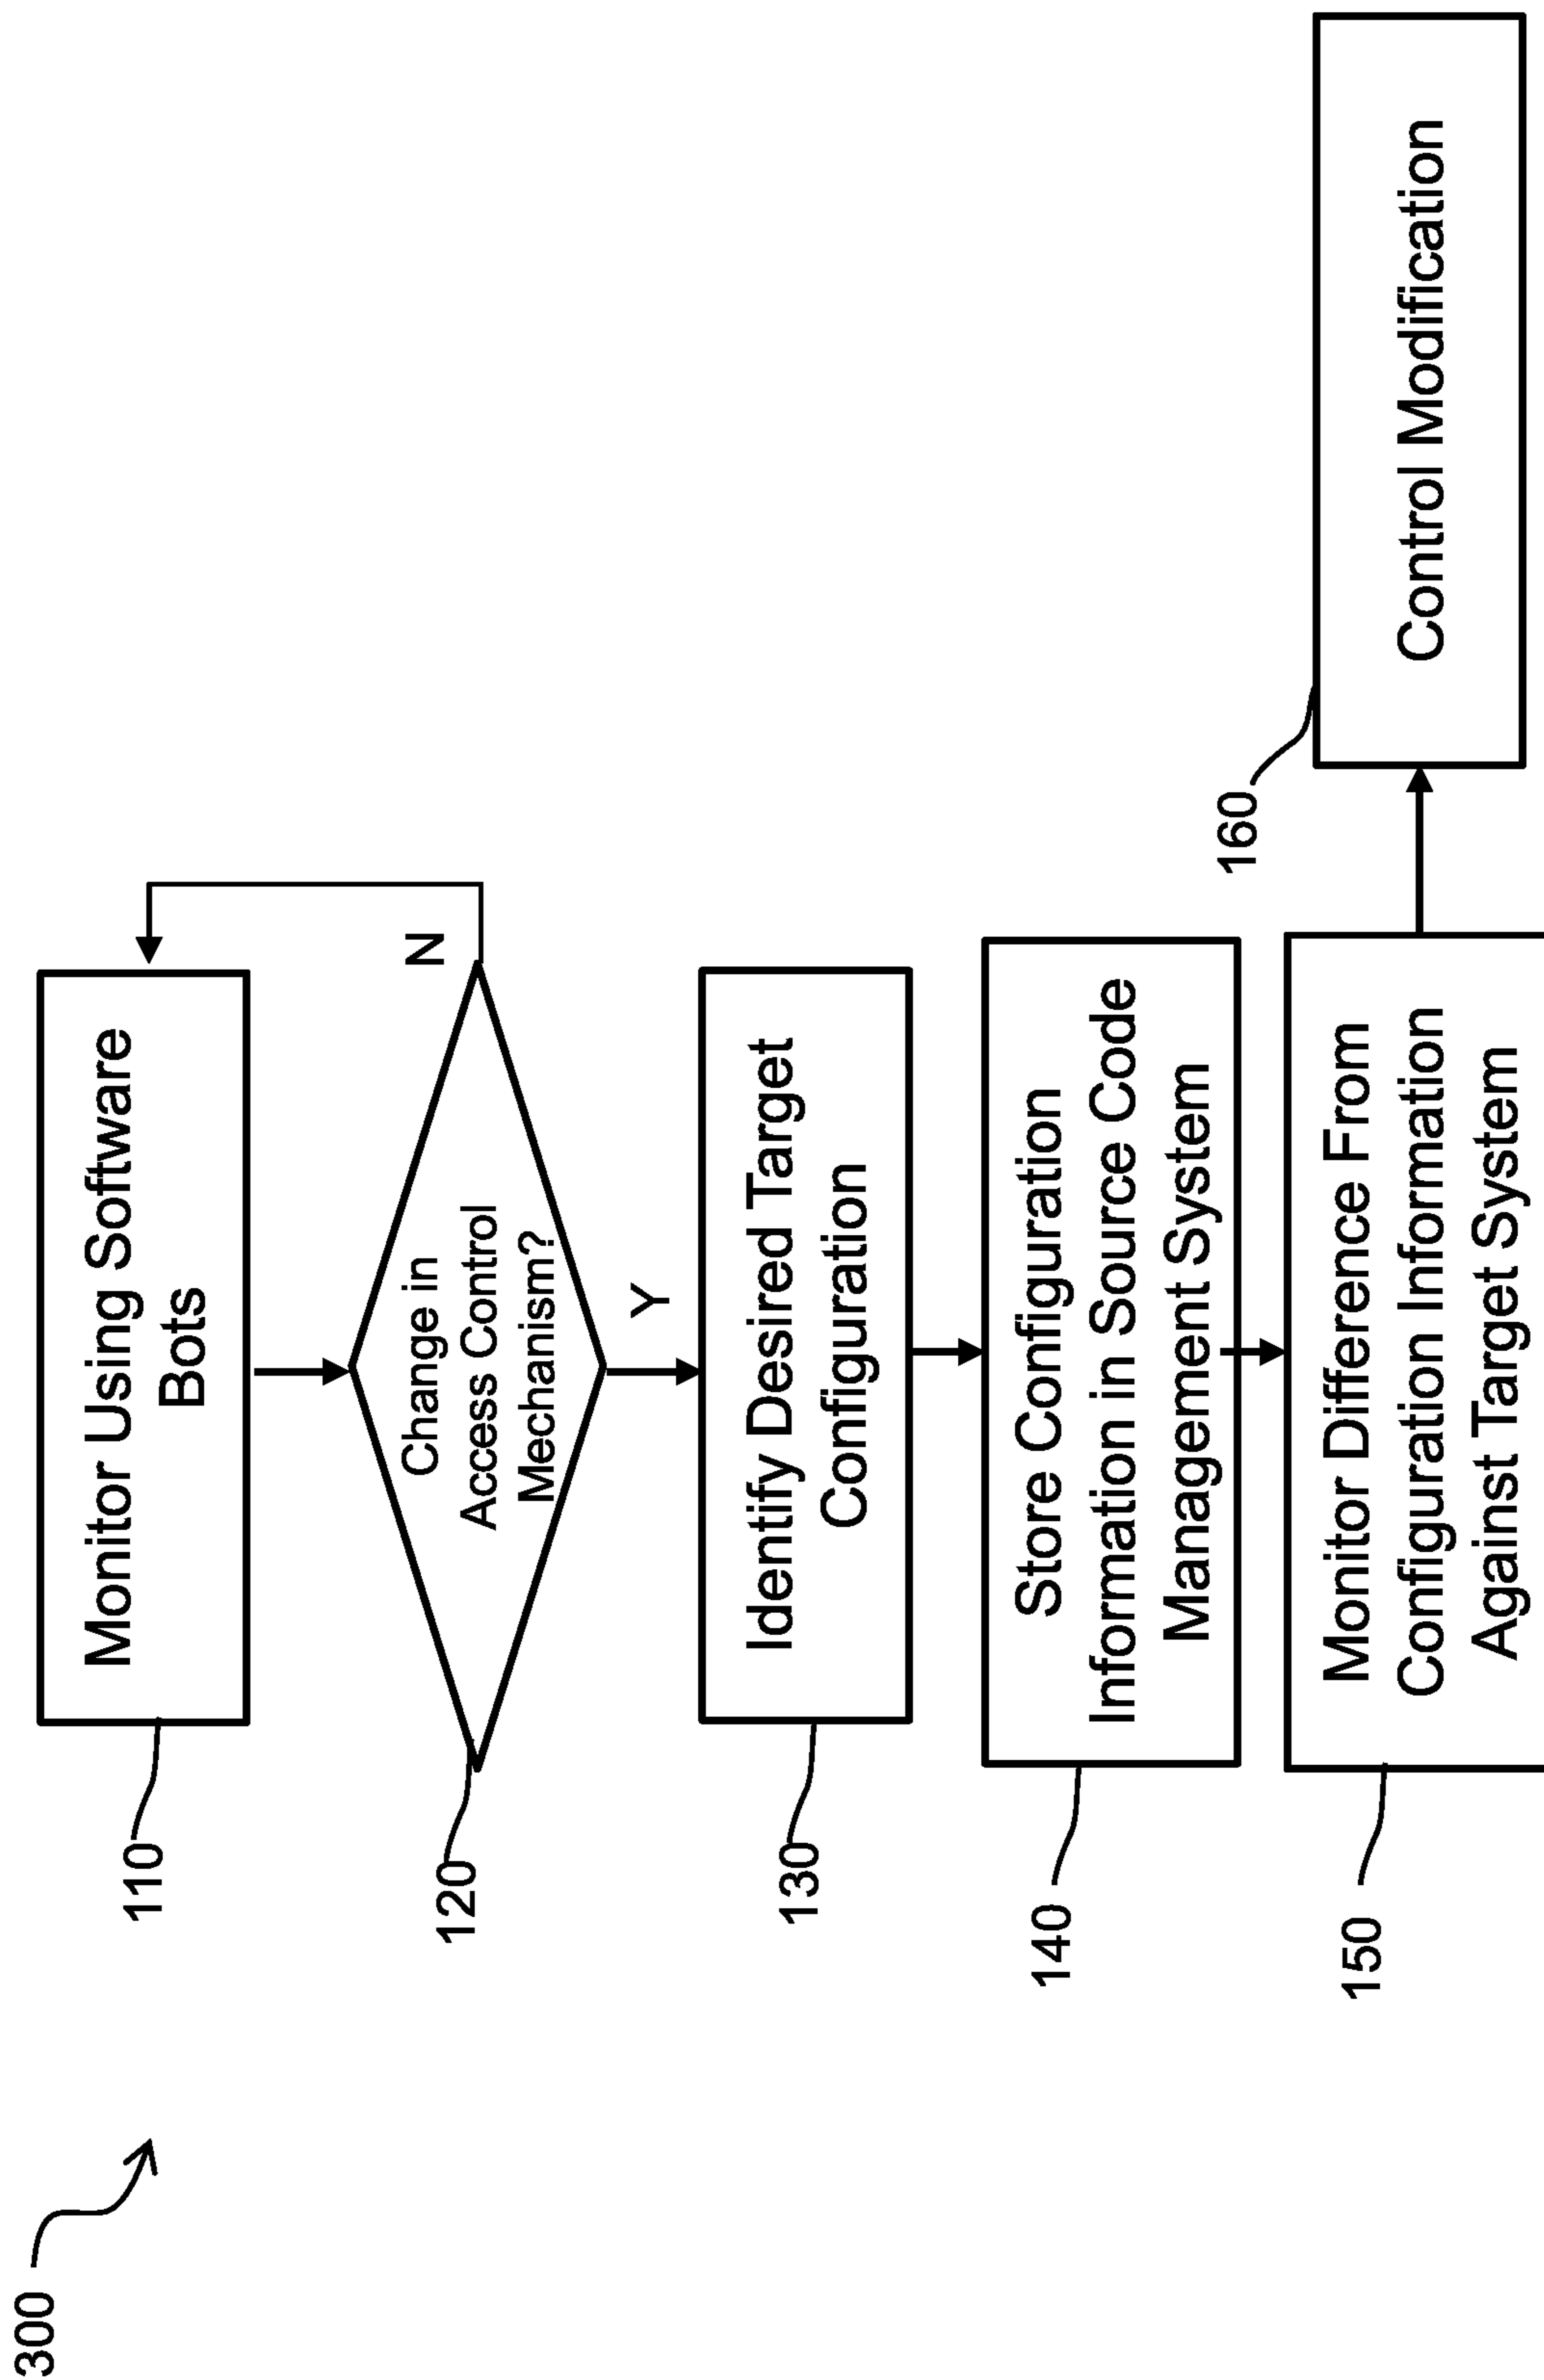 300
110
Monitor Using Software
Bots
120
Change in
Access Control
Mechanism?
N
Y
130
Identify Desired Target
Configuration
140
Store Configuration
Information in Source Code
Management System
150
Monitor Difference From
Configuration Information
Against Target System
160
Control Modification